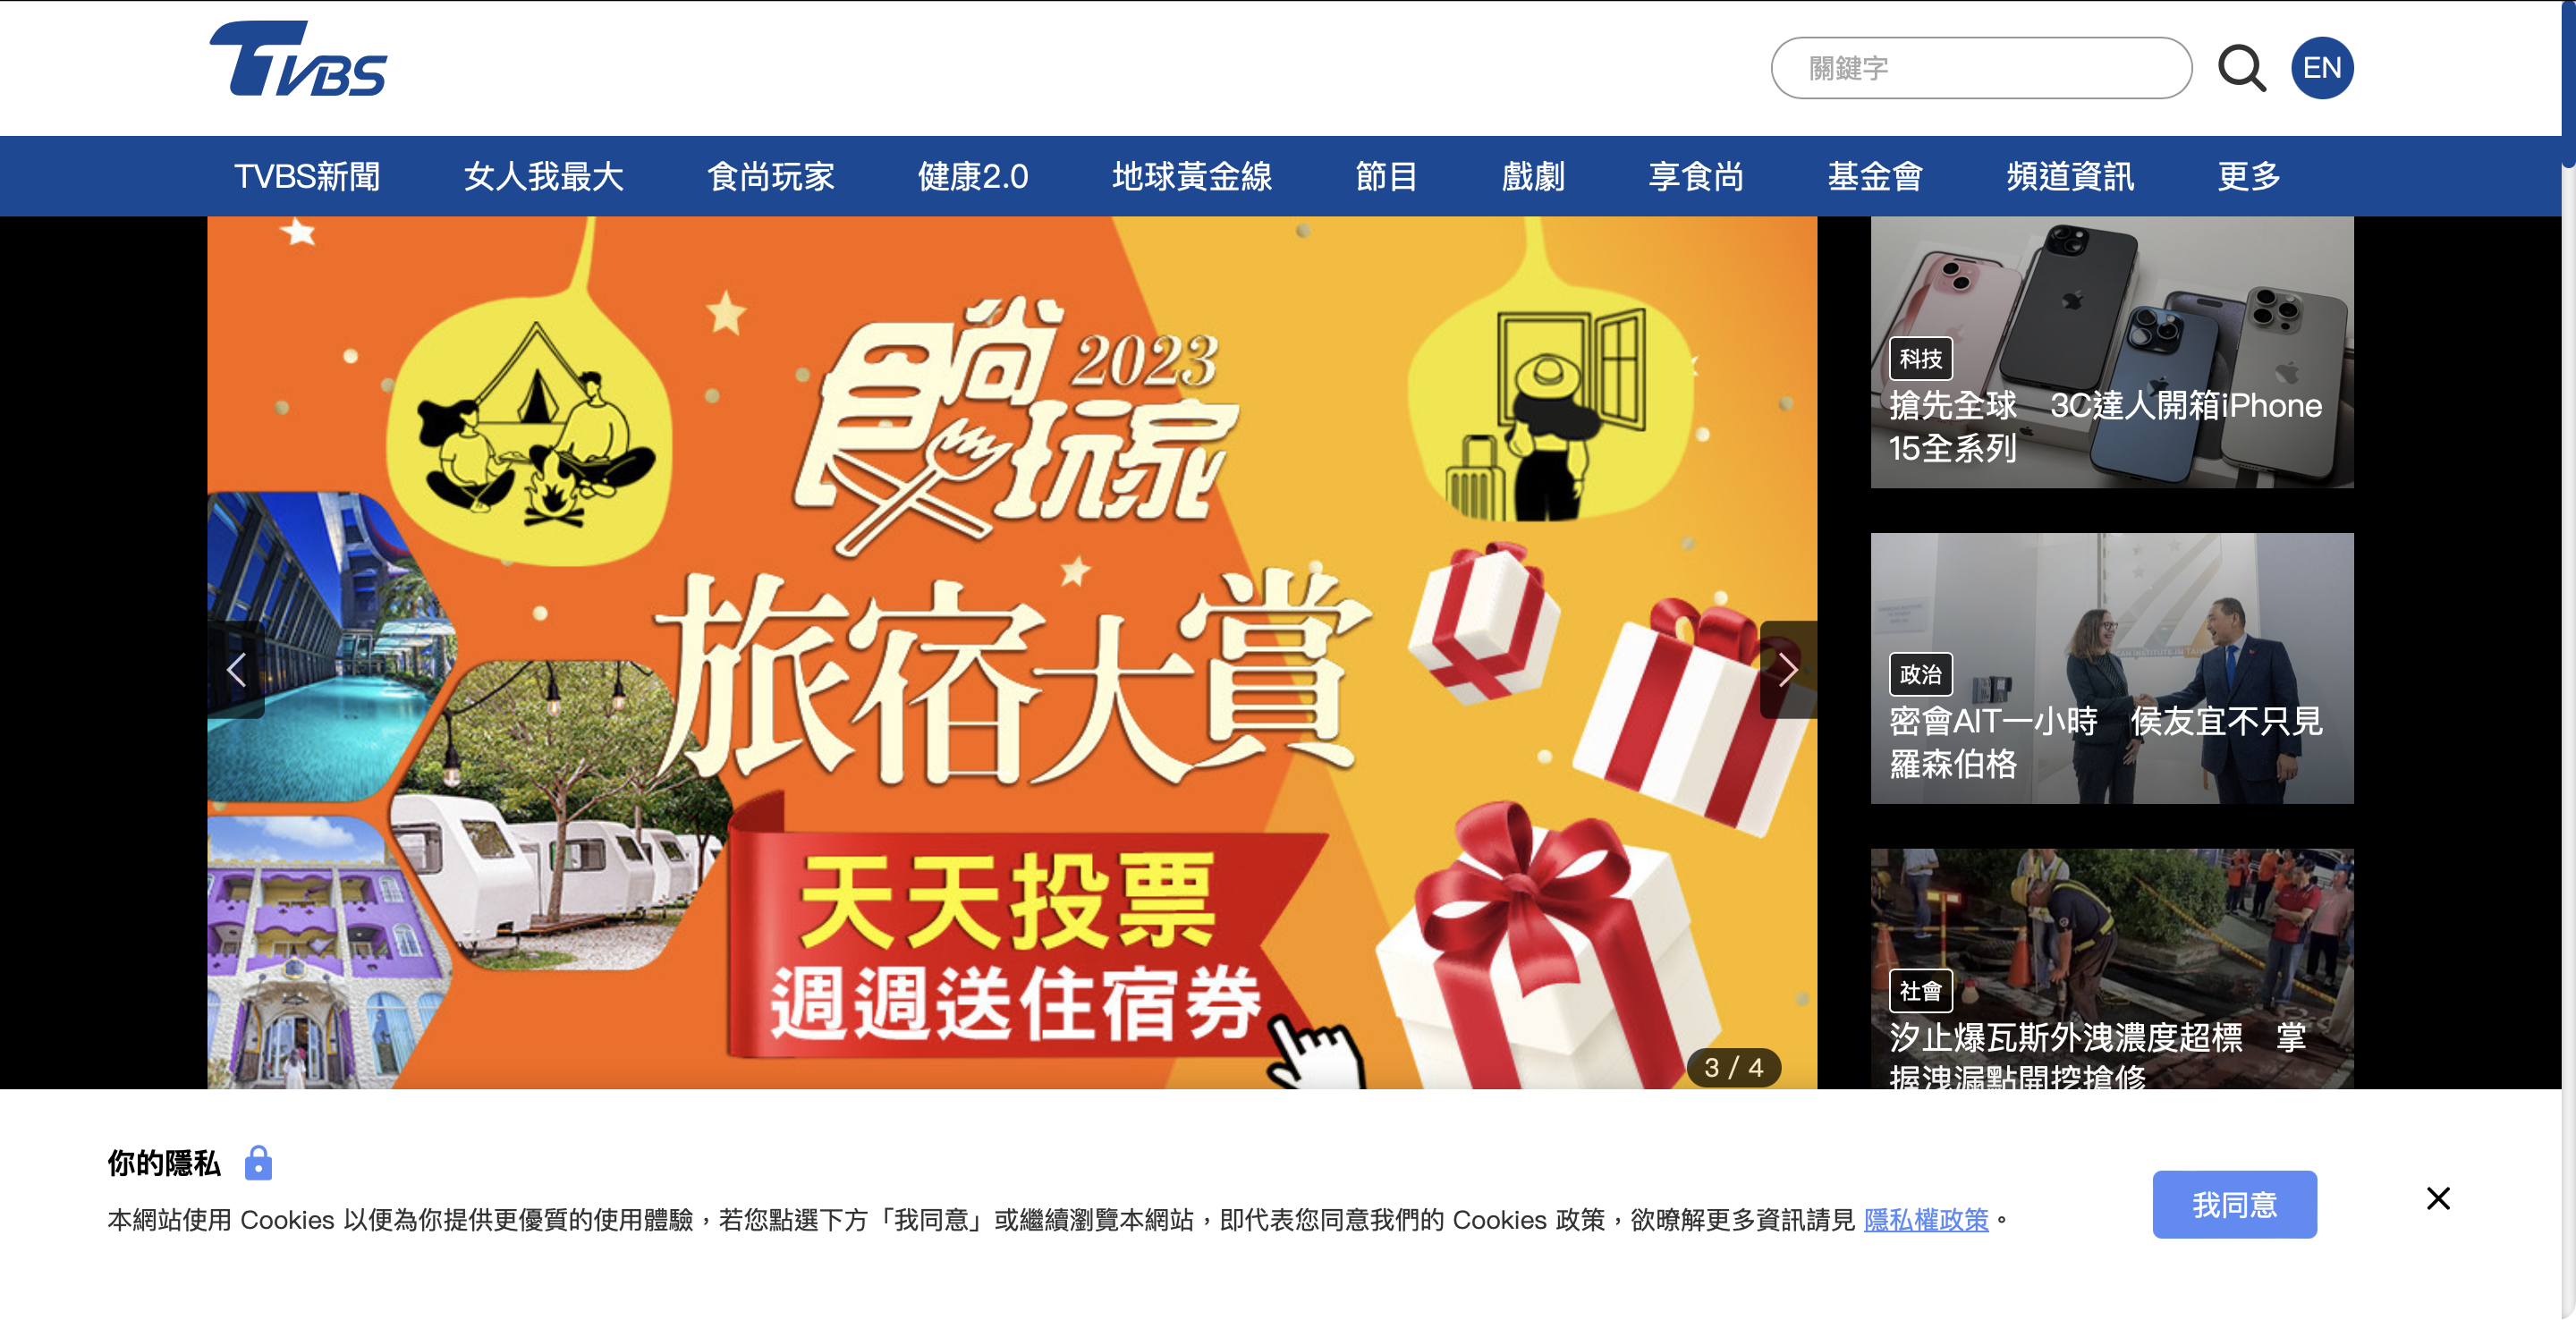 TVBS
關鍵字
EN
TVBS新聞 女人我最大 食尚玩家 健康2.0 地球黃金線 節目 戲劇 享食尚 基金會 頻道資訊 更多
食尚玩家 2023
旅宿大賞
天天投票
週週送住宿券
3 / 4
科技
搶先全球 3C達人開箱iPhone
15全系列
政治
密會AIT一小時 侯友宜不只見
羅森伯格
社會
汐止爆瓦斯外洩濃度超標 掌
握洩漏點開挖搶修
你的隱私
本網站使用 Cookies 以便為你提供更優質的使用體驗，若您點選下方「我同意」或繼續瀏覽本網站，即代表您同意我們的 Cookies 政策，欲暸解更多資訊請見 隱私權政策。
我同意